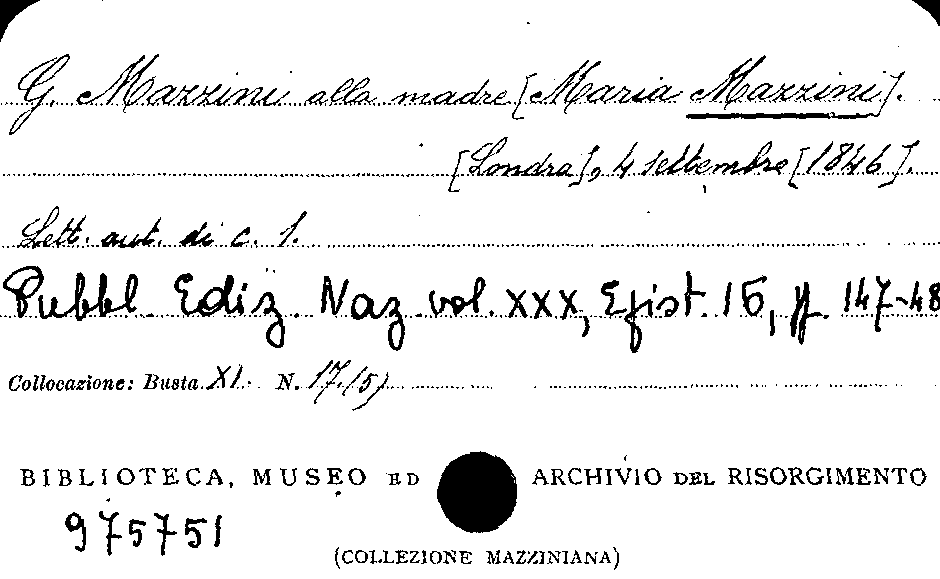 G. Mazzini alla madre [Maria Mazzini].
[Londra], 4 settembre [1846].
Lett. aut. di c. 1.
Pubbl. Ediz. Naz. vol. XXX, Epist. 16, pp. 147-48
Collocazione: Busta XI. N. 17.(5)
BIBLIOTECA, MUSEO ED ARCHIVIO DEL RISORGIMENTO
975751
(COLLEZIONE MAZZINIANA)